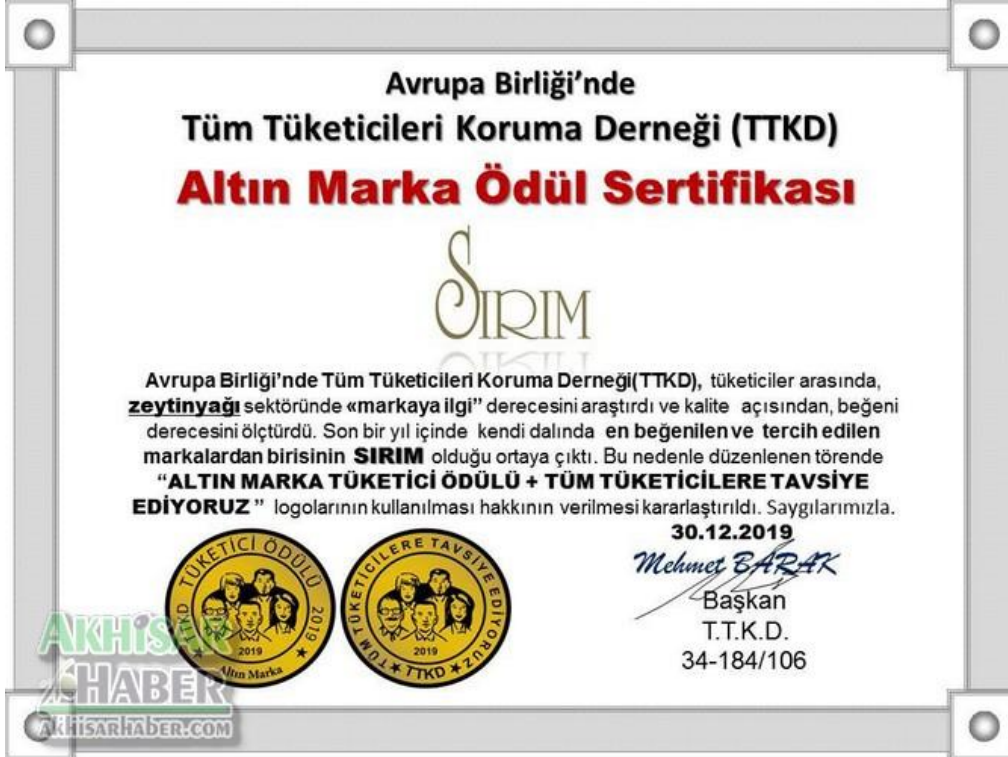 Avrupa Birliği’nde
Tüm Tüketicileri Koruma Derneği (TTKD)
Altın Marka Ödül Sertifikası
SIRIM
Avrupa Birliği’nde Tüm Tüketicileri Koruma Derneği(TTKD), tüketiciler arasında,
zeytinyağı sektöründe «markaya ilgi” derecesini araştırdı ve kalite açısından, beğeni
derecesini ölçtürdü. Son bir yıl içinde kendi dalında en beğenilen ve tercih edilen
markalardan birisinin SIRIM olduğu ortaya çıktı. Bu nedenle düzenlenen törende
“ALTIN MARKA TÜKETİCİ ÖDÜLÜ + TÜM TÜKETİCİLERE TAVSİYE
EDİYORUZ ” logolarının kullanılması hakkının verilmesi kararlaştırıldı. Saygılarımızla.
30.12.2019
Mehmet BARAK
Başkan
T.T.K.D.
34-184/106
TTKD TÜKETİCİ ÖDÜLÜ 2019
2019
Altın Marka
TÜM TÜKETİCİLERE TAVSİYE EDİYORUZ
2019
TTKD
AKHİSAR
HABER
AKHISARHABER.COM